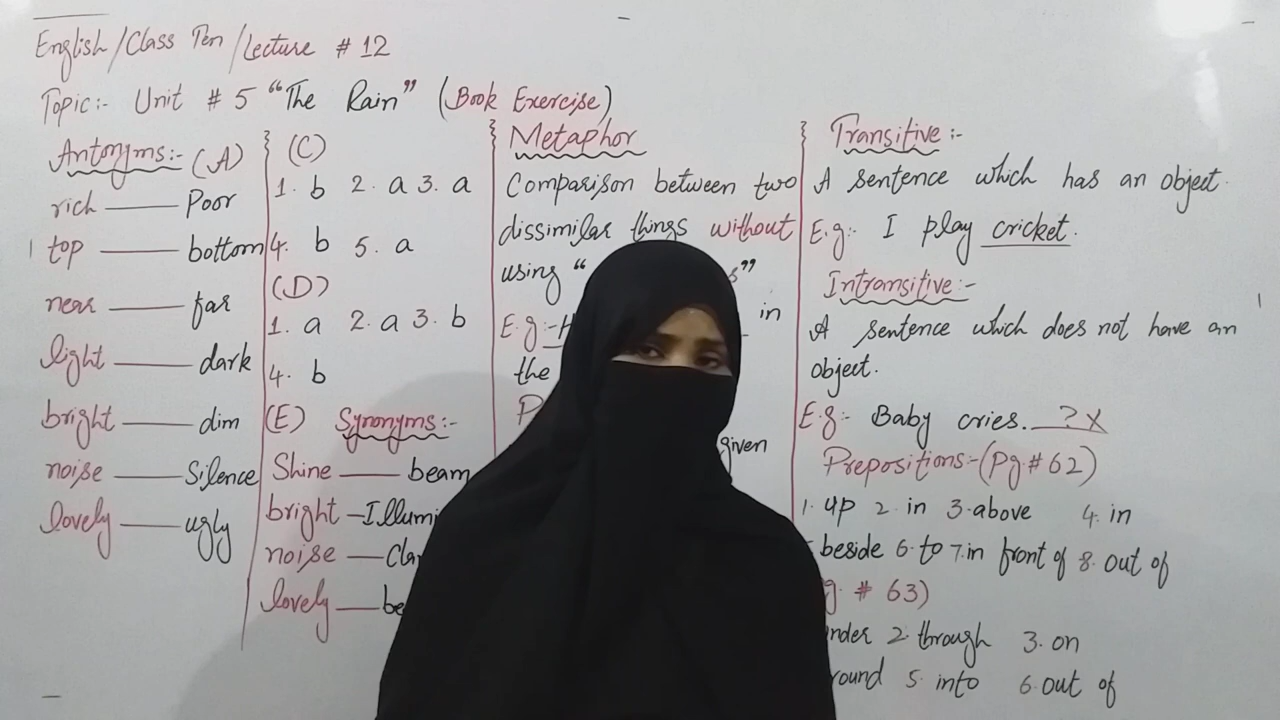 English/Class Ten/Lecture # 12
Topic:- Unit # 5 “The Rain” (Book Exercise)
Antonyms:- (A)
rich —— Poor
top —— bottom
near —— far
light —— dark
bright —— dim
noise —— Silence
lovely —— ugly
(C)
1. b 2. a 3. a
4. b 5. a
(D)
1. a 2. a 3. b
4. b
(E) Synonyms:-
Shine —— beam
bright —
noise —
lovely —
Metaphor
Comparison between two
dissimilar things without
using “
E.g:- in
the
given
Transitive:-
A sentence which has an object.
E.g:- I play cricket.
Intransitive:-
A sentence which does not have an
object.
E.g:- Baby cries. ? X
Prepositions:-(Pg # 62)
1. up 2. in 3. above 4. in
beside 6. to 7. in front of 8. out of
# 63)
2. through 3. on
5. into 6. out of